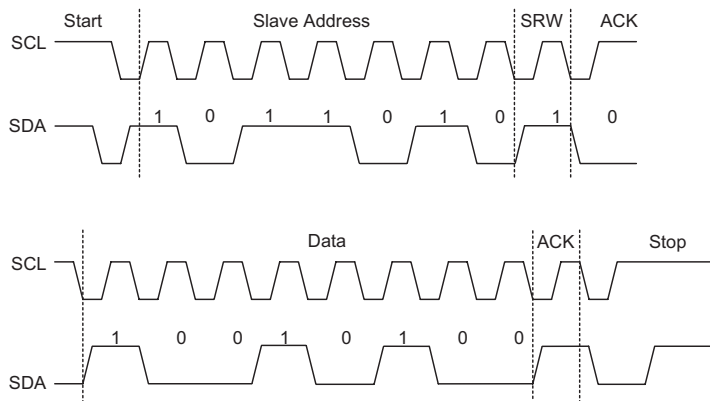 Start Slave Address SRW ACK
SCL
1 0 1 1 0 1 0 1 0
SDA
Data ACK Stop
SCL
1 0 0 1 0 1 0 0
SDA